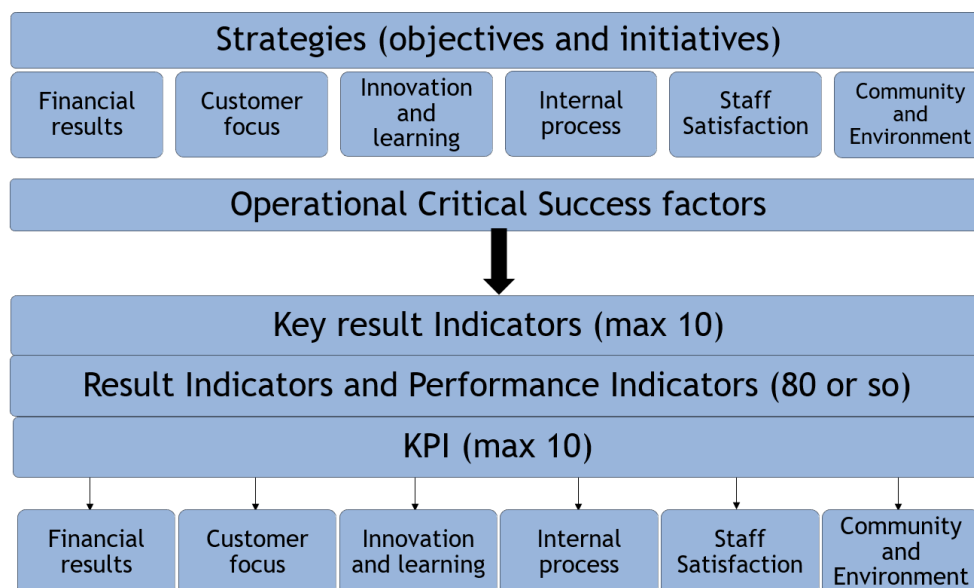 Strategies (objectives and initiatives)
Financial
results
Customer
focus
Innovation
and
learning
Internal
process
Staff
Satisfaction
Community
and
Environment
Operational Critical Success factors
Key result Indicators (max 10)
Result Indicators and Performance Indicators (80 or so)
KPI (max 10)
Financial
results
Customer
focus
Innovation
and learning
Internal
process
Staff
Satisfaction
Community
and
Environment